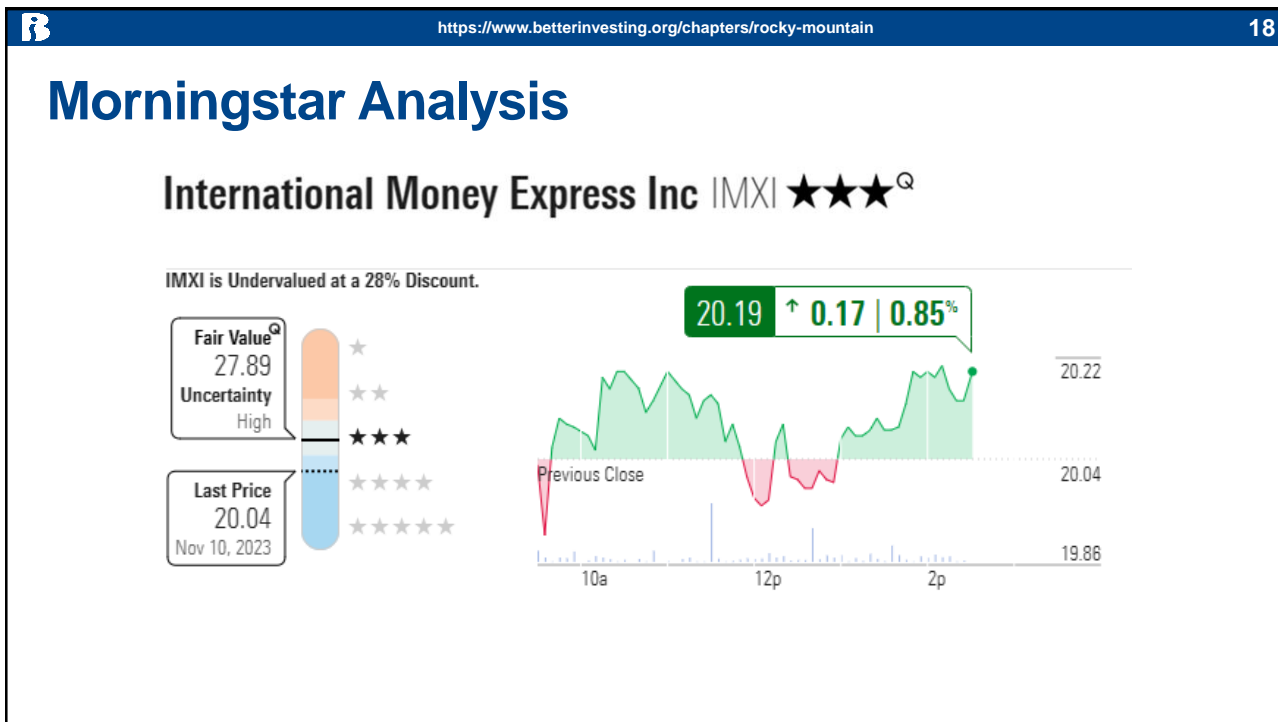 https://www.betterinvesting.org/chapters/rocky-mountain
18
Morningstar Analysis
International Money Express Inc IMXI ★★★Q
IMXI is Undervalued at a 28% Discount.
Fair Value Q
27.89
Uncertainty
High
Last Price
20.04
Nov 10, 2023
★
★★
★★★
★★★★
★★★★★
20.19 ↑ 0.17 | 0.85%
20.22
Previous Close
20.04
19.86
10a
12p
2p